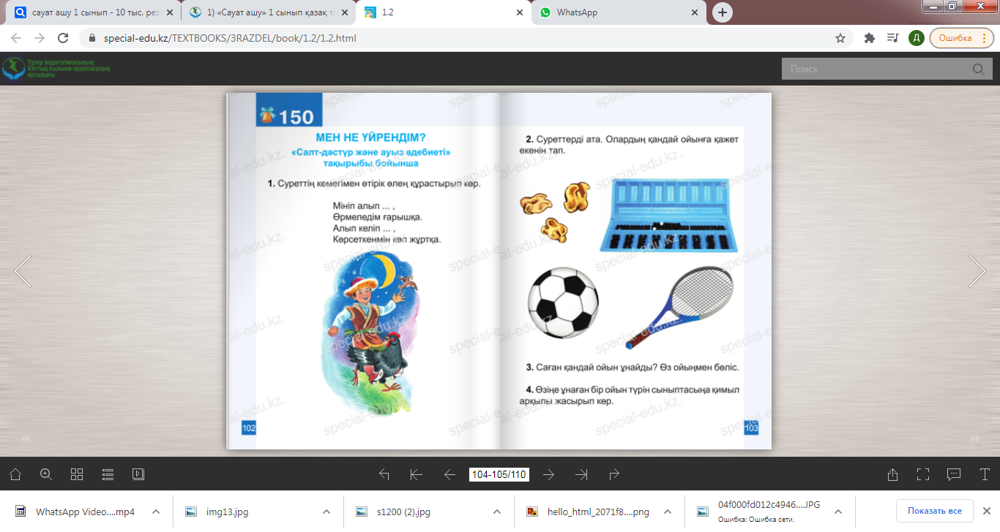 сауат ашу 1 сынып - 10 тыс. рез
1) «Сауат ашу» 1 сынып қазақ ті
1.2
WhatsApp
special-edu.kz/TEXTBOOKS/3RAZDEL/book/1.2/1.2.html
Д
Ошибка
Түзеу педагогикасының
Ұлттық ғылыми-практикалық
орталығы
Поиск
150
МЕН НЕ ҮЙРЕНДІМ?
«Салт-дәстүр және ауыз әдебиеті»
тақырыбы бойынша
1. Суреттің көмегімен өтірік өлең құрастырып көр.
Мініп алып ... ,
Өрмеледім ғарышқа.
Алып келіп ... ,
Көрсеткенмін көп жұртқа.
102
2. Суреттерді ата. Олардың қандай ойынға қажет
екенін тап.
3. Саған қандай ойын ұнайды? Өз ойыңмен бөліс.
4. Өзіңе ұнаған бір ойын түрін сыныптасыңа қимыл
арқылы жасырып көр.
103
special-edu.kz.
104-105/110
WhatsApp Video....mp4
img13.jpg
s1200 (2).jpg
hello_html_2071f8....png
04f000fd012c4946....JPG
Ошибка: Ошибка сети.
Показать все